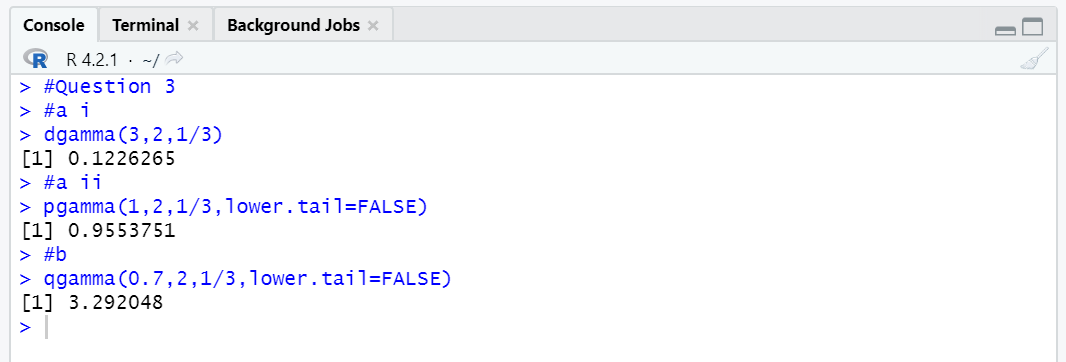 Console Terminal Background Jobs
R R 4.2.1 · ~/
> #Question 3
> #a i
> dgamma(3,2,1/3)
[1] 0.1226265
> #a ii
> pgamma(1,2,1/3,lower.tail=FALSE)
[1] 0.9553751
> #b
> qgamma(0.7,2,1/3,lower.tail=FALSE)
[1] 3.292048
>